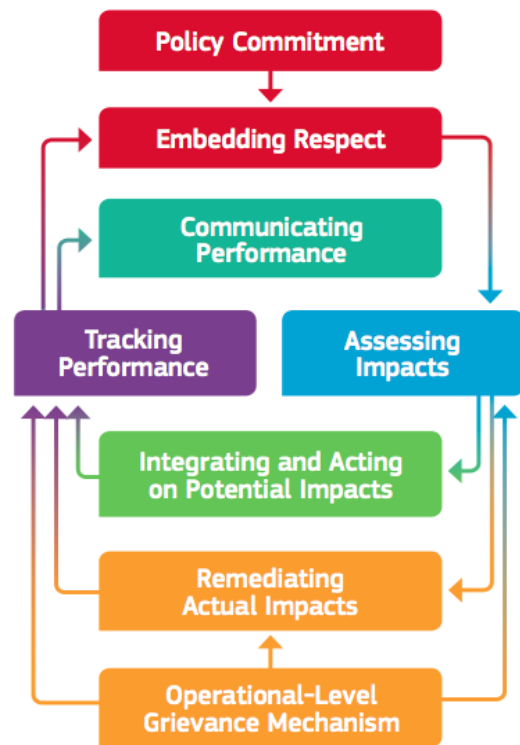 Policy Commitment
Embedding Respect
Communicating
Performance
Tracking
Performance
Assessing
Impacts
Integrating and Acting
on Potential Impacts
Remediating
Actual Impacts
Operational-Level
Grievance Mechanism